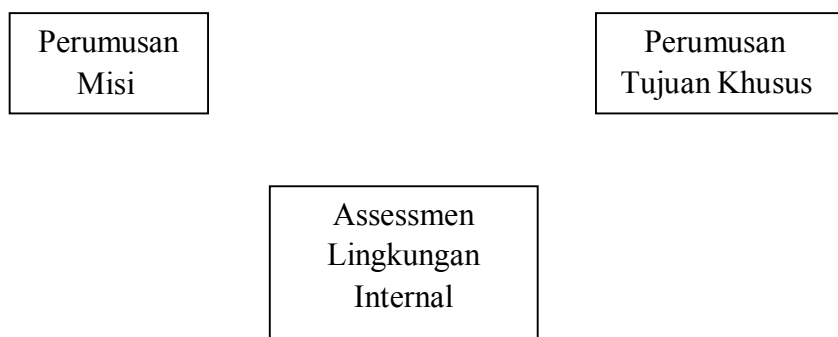 Perumusan
Misi
Perumusan
Tujuan Khusus
Assessmen
Lingkungan
Internal